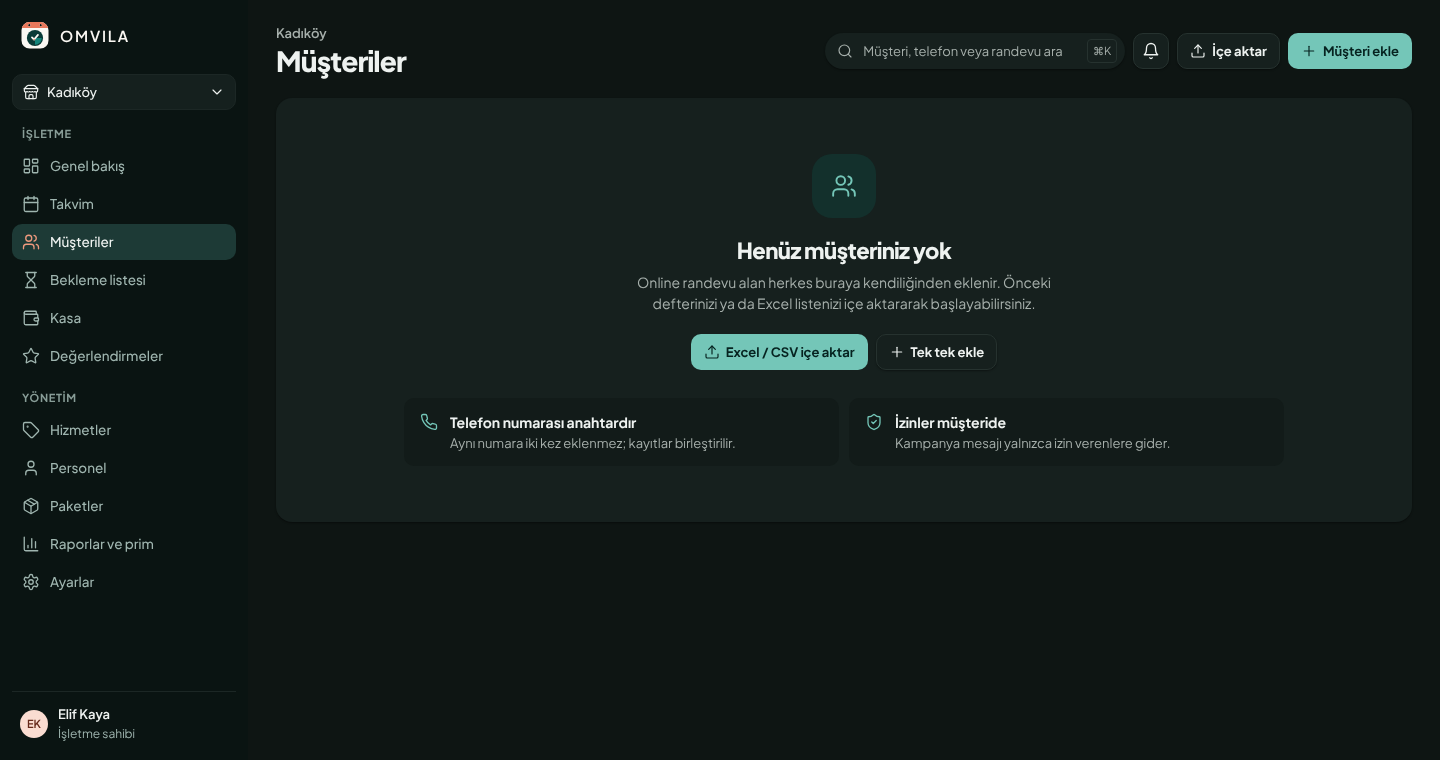 OMVILA
Kadıköy
İŞLETME
Genel bakış
Takvim
Müşteriler
Bekleme listesi
Kasa
Değerlendirmeler
YÖNETİM
Hizmetler
Personel
Paketler
Raporlar ve prim
Ayarlar
EK
Elif Kaya
İşletme sahibi
Kadıköy
Müşteriler
Müşteri, telefon veya randevu ara
⌘K
İçe aktar
Müşteri ekle
Henüz müşteriniz yok
Online randevu alan herkes buraya kendiliğinden eklenir. Önceki
defterinizi ya da Excel listenizi içe aktararak başlayabilirsiniz.
Excel / CSV içe aktar
Tek tek ekle
Telefon numarası anahtardır
Aynı numara iki kez eklenmez; kayıtlar birleştirilir.
İzinler müşteride
Kampanya mesajı yalnızca izin verenlere gider.